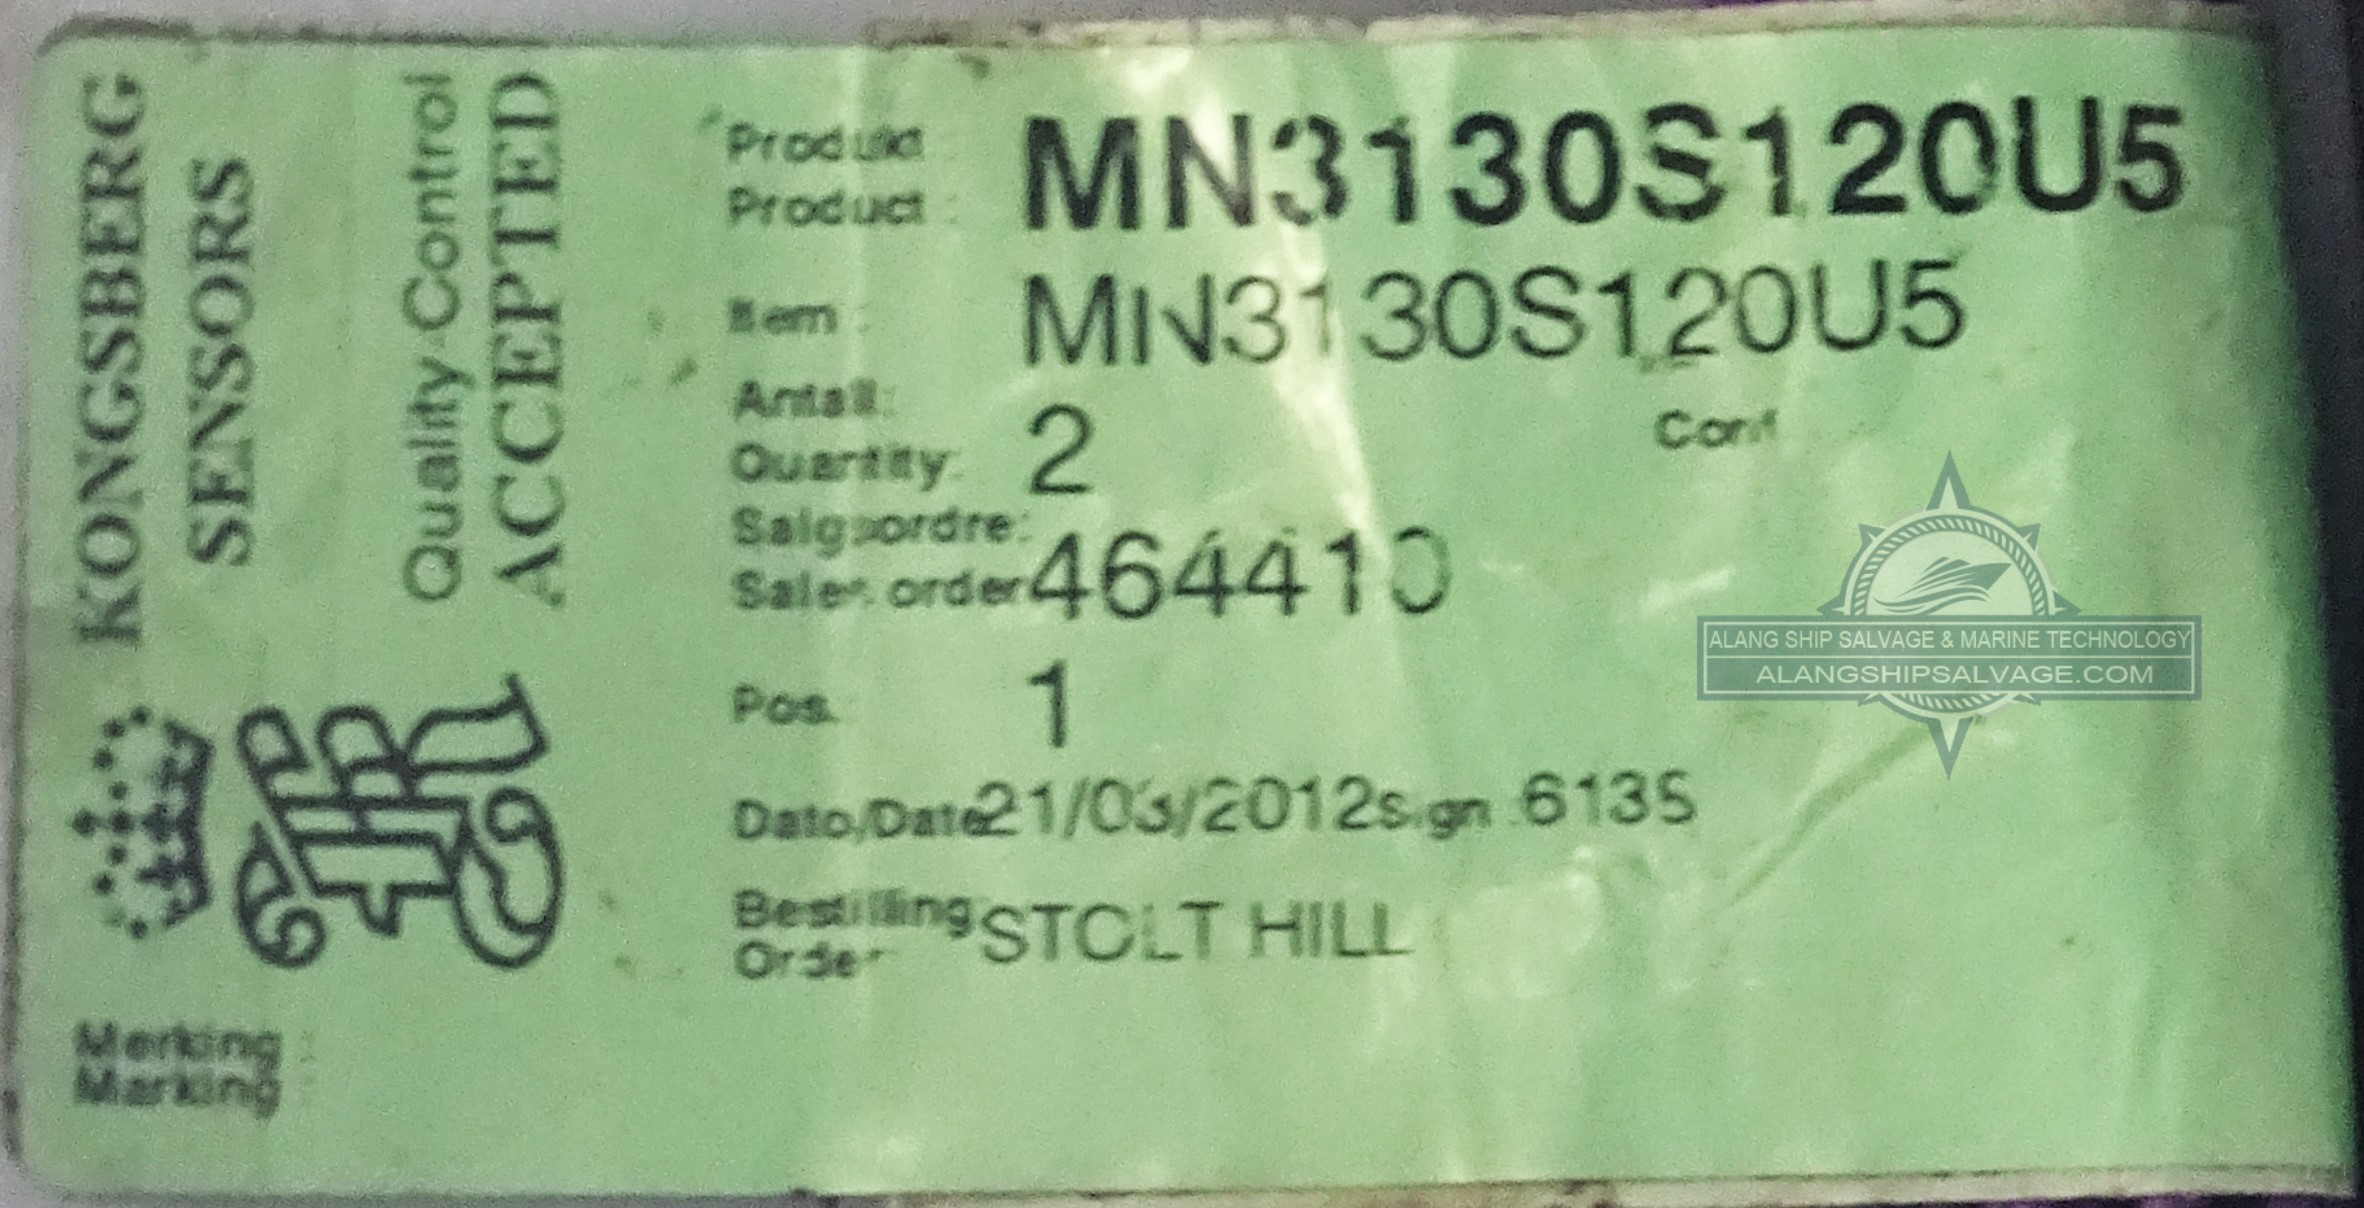 KONGSBERG
SENSORS
Quality Control
ACCEPTED
Merking :
Marking :
Produkt
Product : MN3130S120U5
Item : MN3130S120U5
Antall:
Quantity: 2
Salgsordre:
Sales order 464410
Pos. 1
Dato/Date 21/03/2012 Sign : 6135
Bestilling
Order STOLT HILL
ALANG SHIP SALVAGE & MARINE TECHNOLOGY
ALANGSHIPSALVAGE.COM